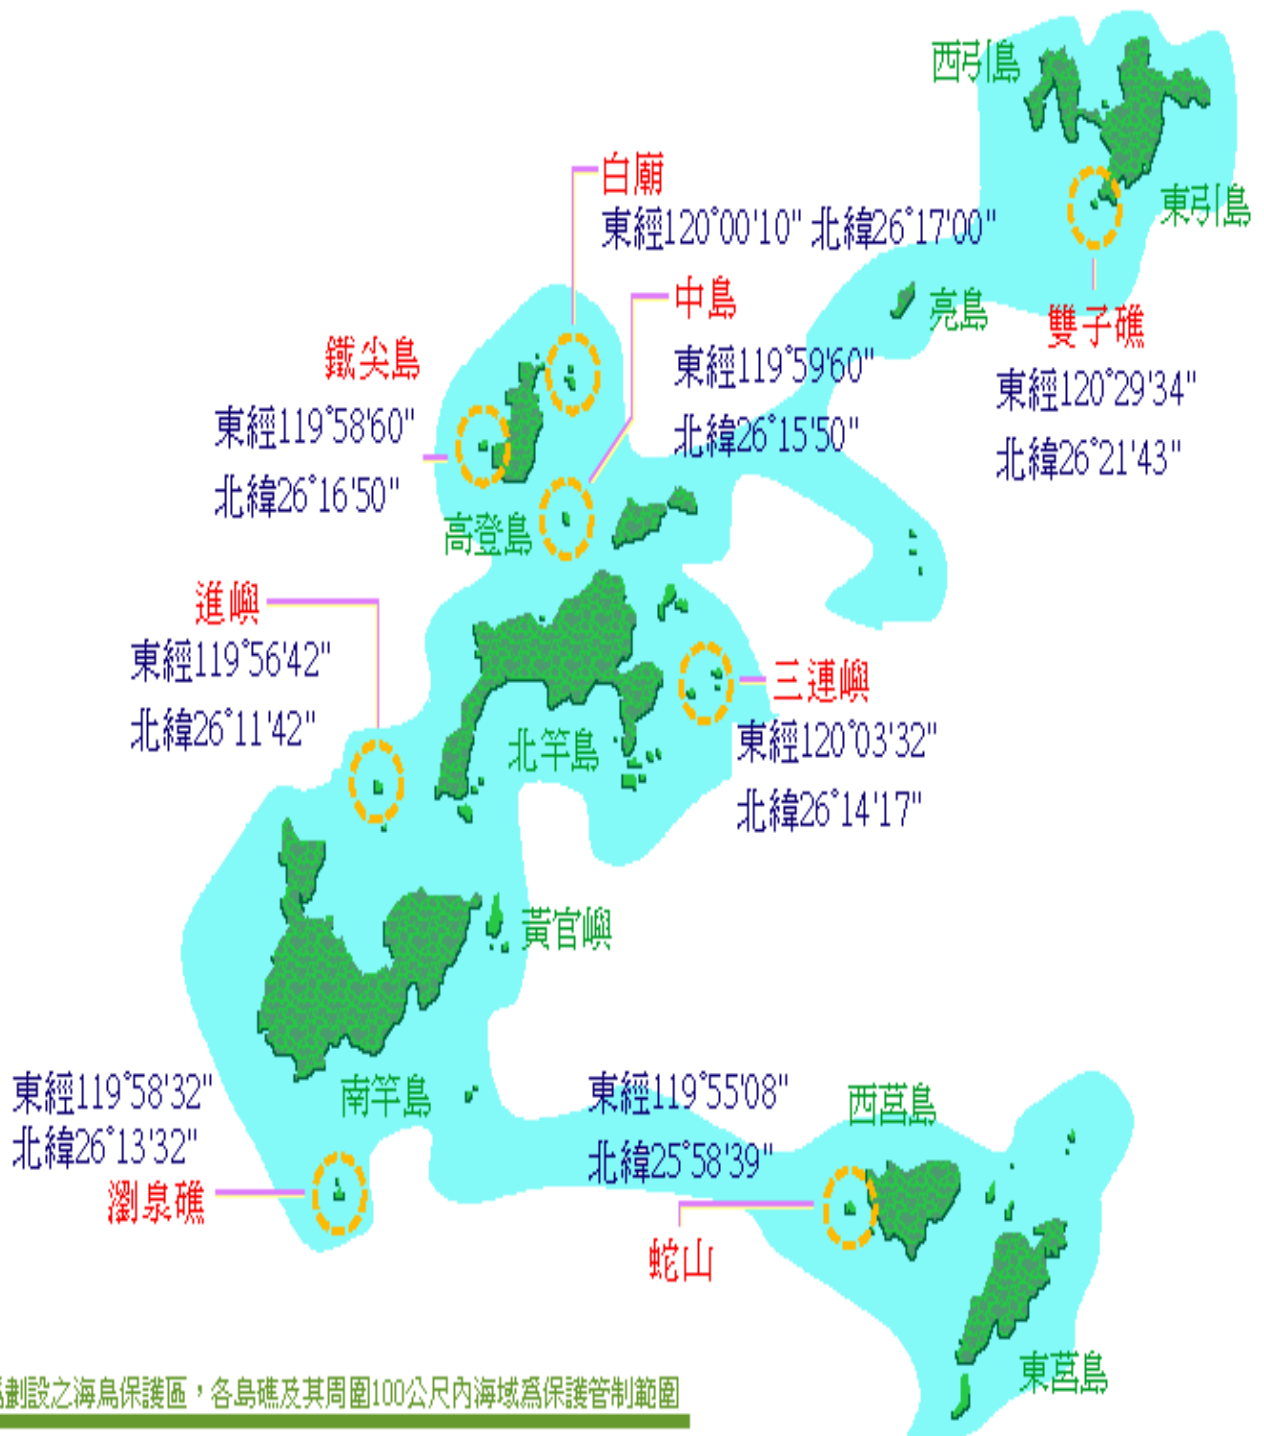 西引島
東引島
白廟
東經120°00'10" 北緯26°17'00"
中島
東經119°59'60"
北緯26°15'50"
亮島
雙子礁
東經120°29'34"
北緯26°21'43"
鐵尖島
東經119°58'60"
北緯26°16'50"
高登島
進嶼
東經119°56'42"
北緯26°11'42"
三連嶼
東經120°03'32"
北緯26°14'17"
北竿島
黃官嶼
東經119°58'32"
北緯26°13'32"
瀏泉礁
南竿島
東經119°55'08"
北緯25°58'39"
蛇山
西莒島
東莒島
劃設之海鳥保護區，各島礁及其周圍100公尺內海域為保護管制範圍